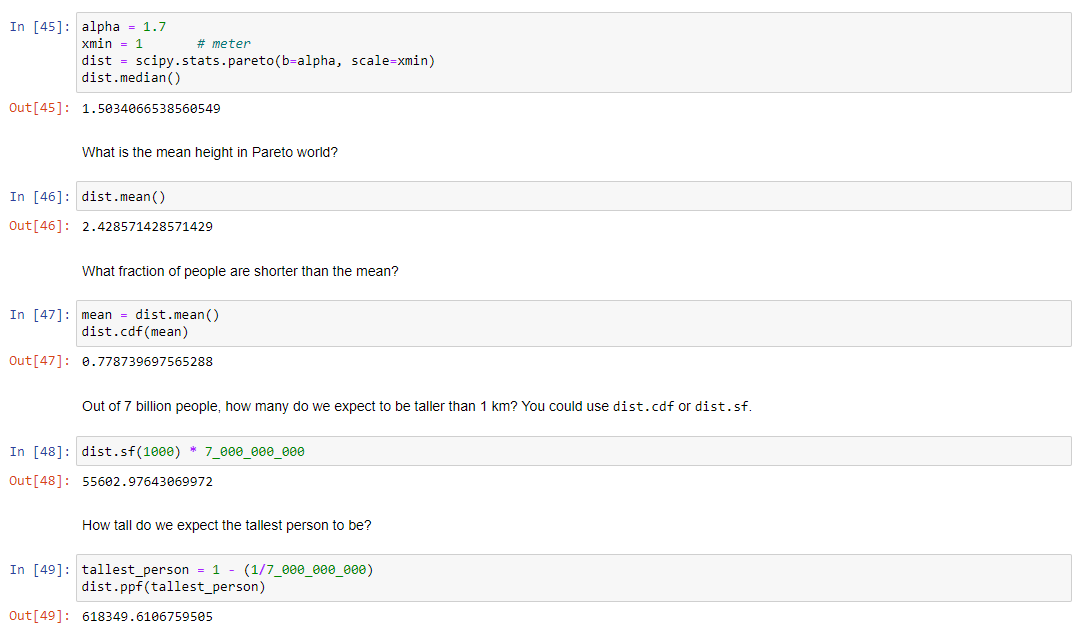 In [45]: alpha = 1.7
xmin = 1       # meter
dist = scipy.stats.pareto(b=alpha, scale=xmin)
dist.median()
Out[45]: 1.5034066538560549
What is the mean height in Pareto world?
In [46]: dist.mean()
Out[46]: 2.428571428571429
What fraction of people are shorter than the mean?
In [47]: mean = dist.mean()
dist.cdf(mean)
Out[47]: 0.778739697565288
Out of 7 billion people, how many do we expect to be taller than 1 km? You could use dist.cdf or dist.sf.
In [48]: dist.sf(1000) * 7_000_000_000
Out[48]: 55602.97643069972
How tall do we expect the tallest person to be?
In [49]: tallest_person = 1 - (1/7_000_000_000)
dist.ppf(tallest_person)
Out[49]: 618349.6106759505